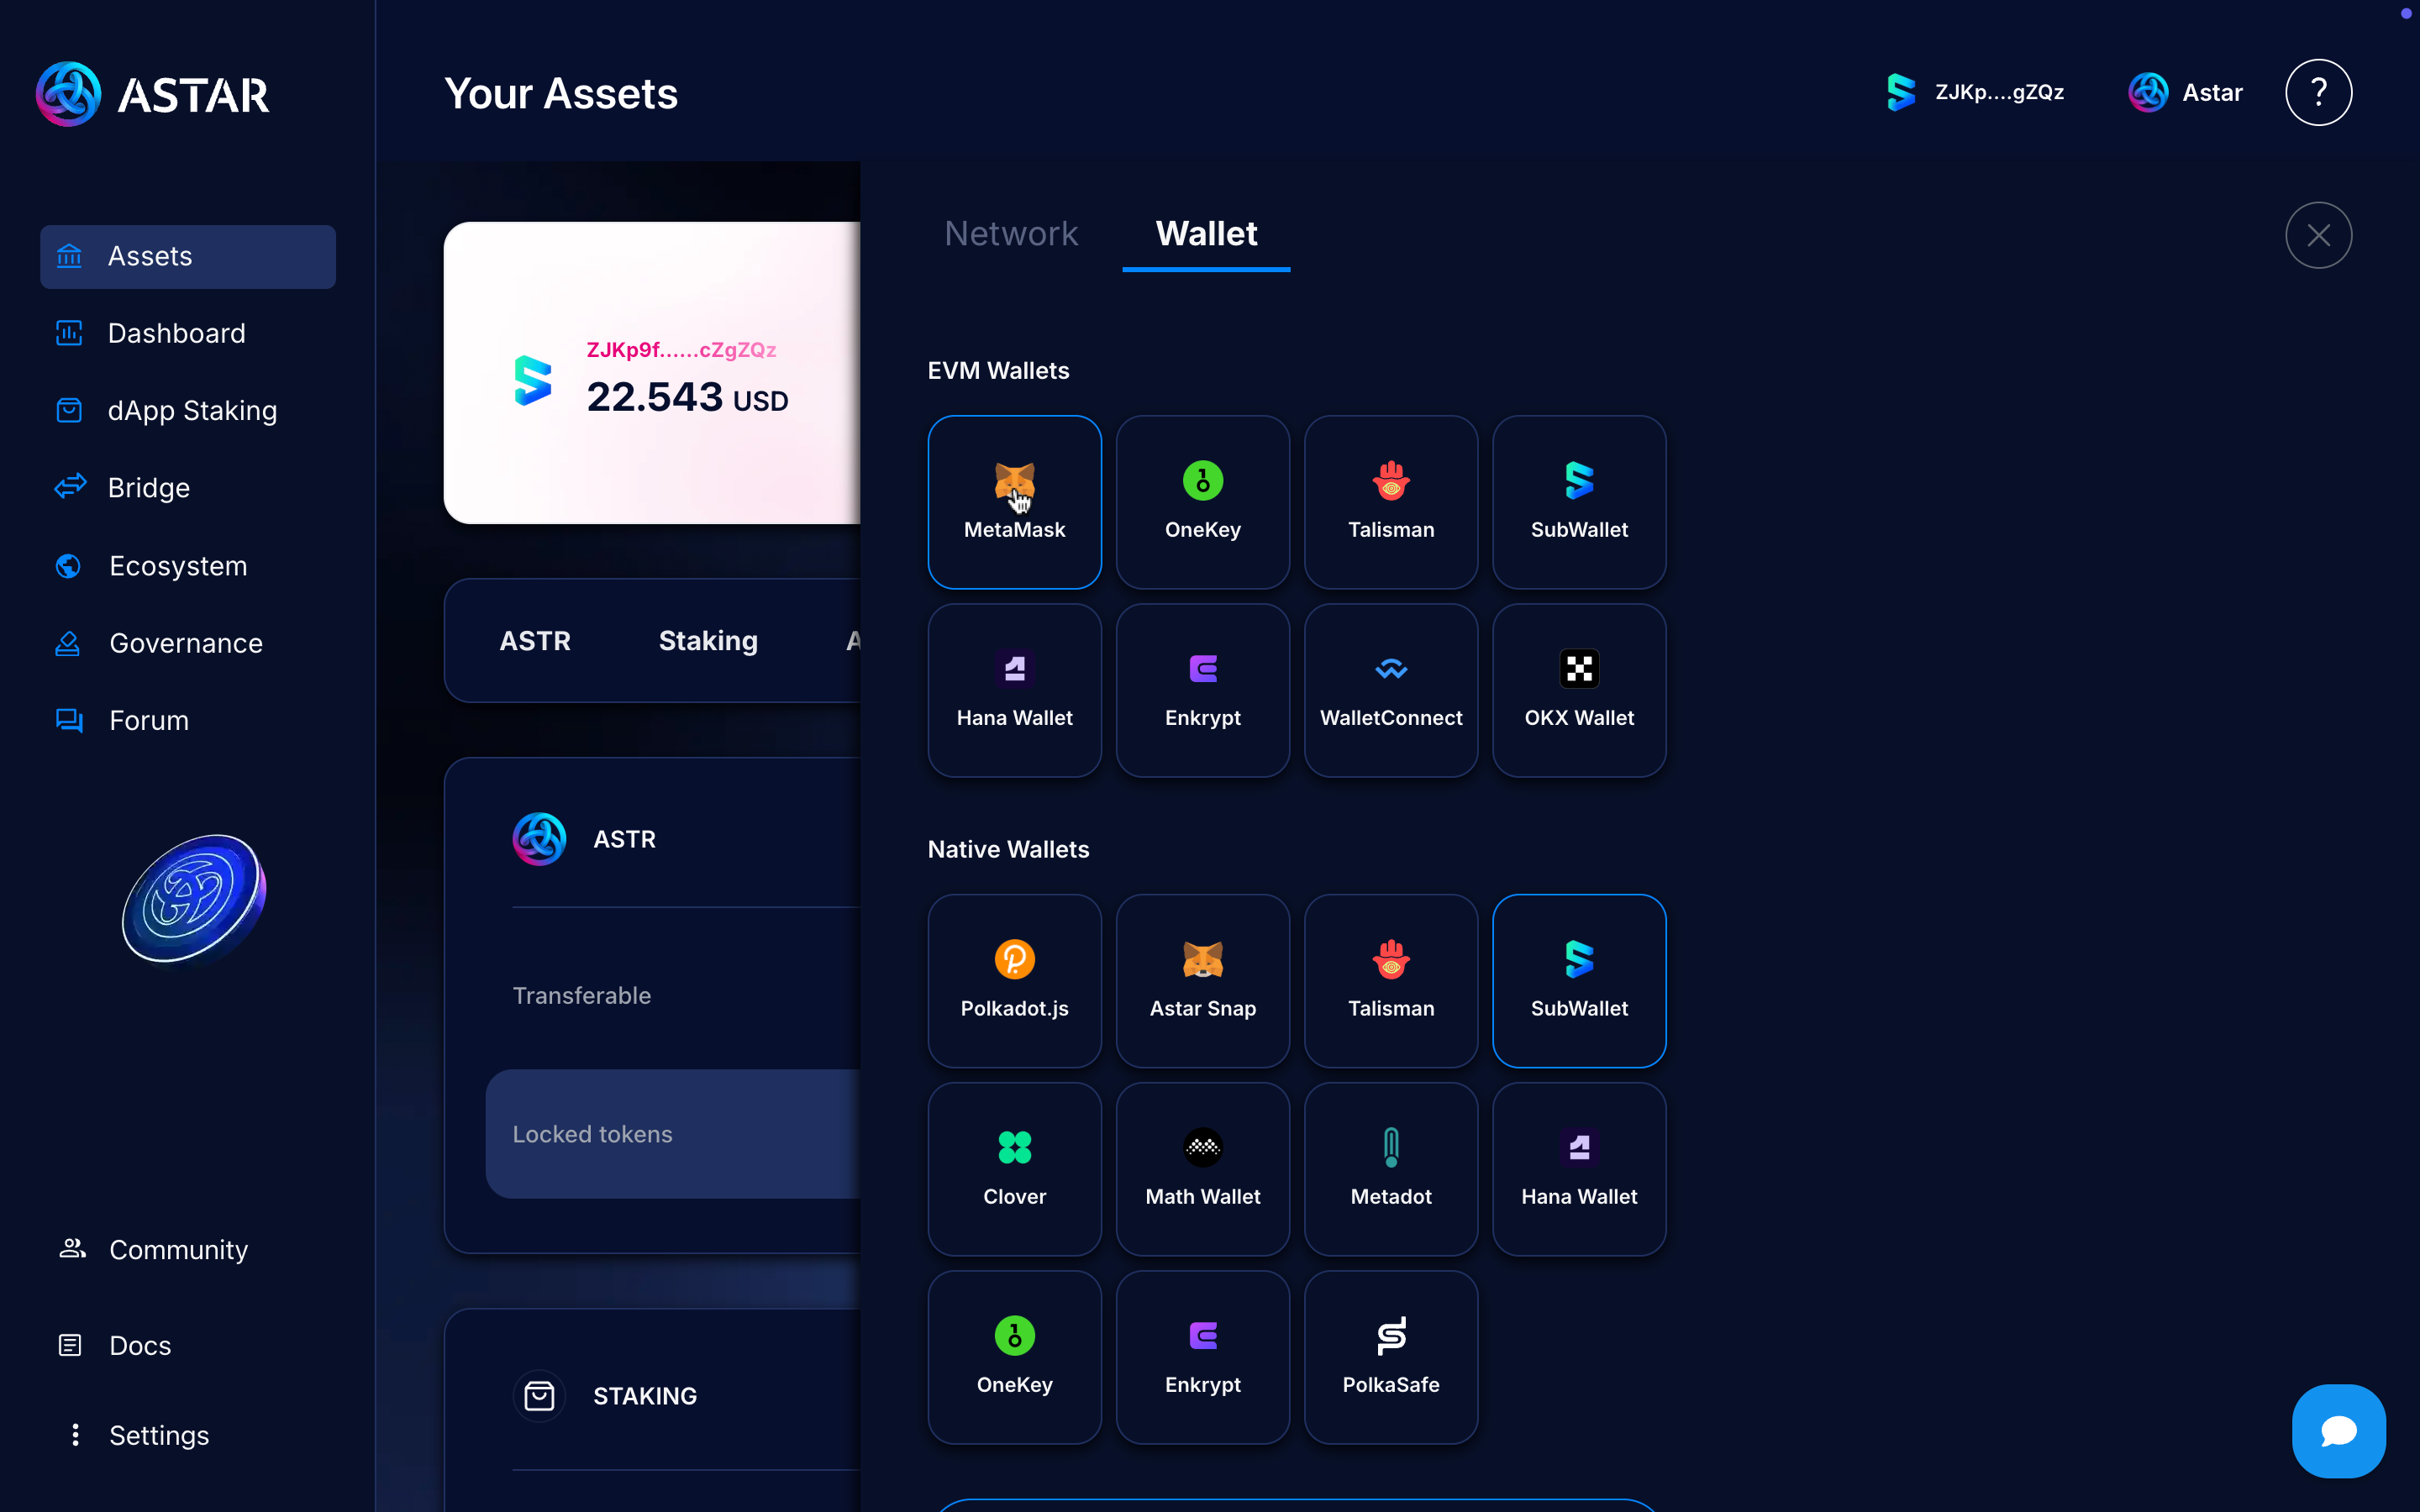 ASTAR
Your Assets
ZJKp....gZQz
Astar
?
Assets
Dashboard
dApp Staking
Bridge
Ecosystem
Governance
Forum
Community
Docs
Settings
ZJKp9f......cZgZQz
22.543 USD
ASTR
Staking
A
ASTR
Transferable
Locked tokens
STAKING
Network
Wallet
EVM Wallets
MetaMask
OneKey
Talisman
SubWallet
Hana Wallet
Enkrypt
WalletConnect
OKX Wallet
Native Wallets
Polkadot.js
Astar Snap
Talisman
SubWallet
Clover
Math Wallet
Metadot
Hana Wallet
OneKey
Enkrypt
PolkaSafe